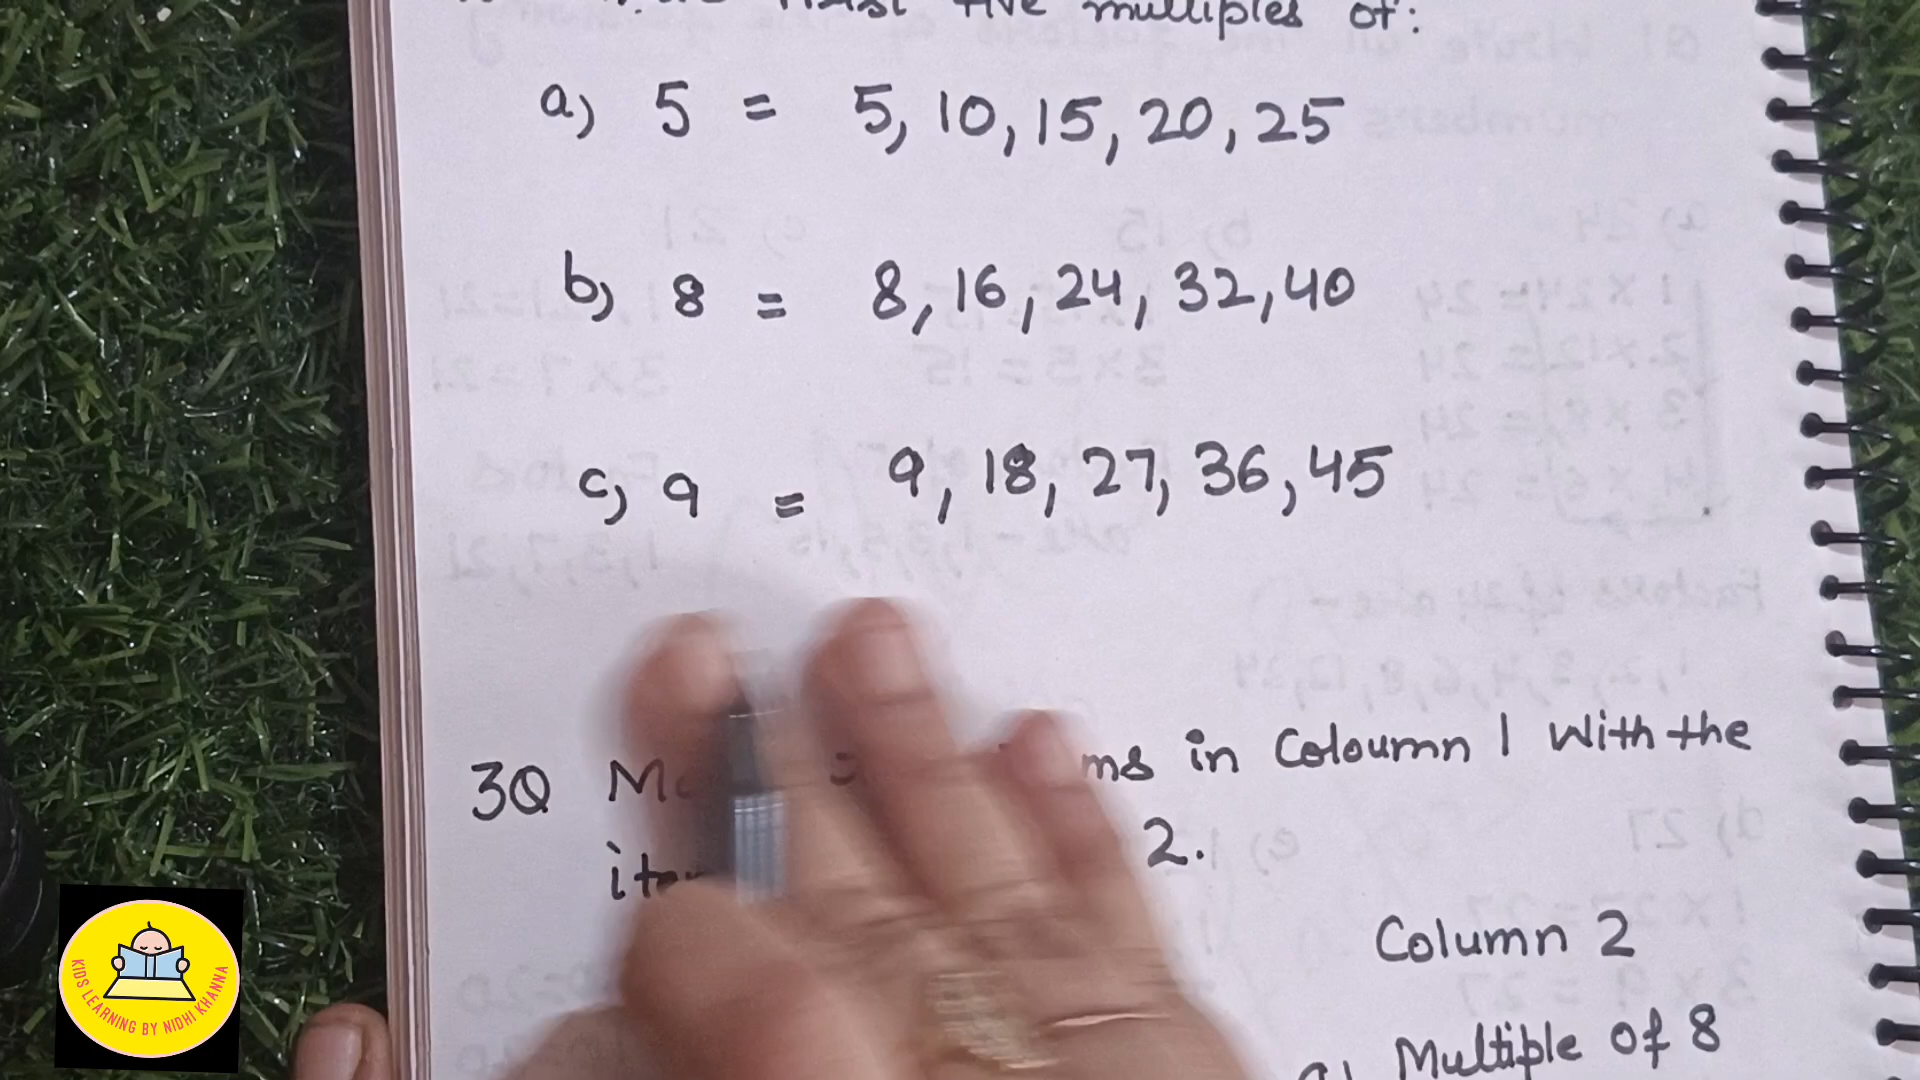 First five multiples of:
a) 5 = 5, 10, 15, 20, 25
b) 8 = 8, 16, 24, 32, 40
c) 9 = 9, 18, 27, 36, 45
3Q ms in Coloumn 1 with the
2.
Column 2
a) Multiple of 8
KIDS LEARNING BY NIDHI KHANNA